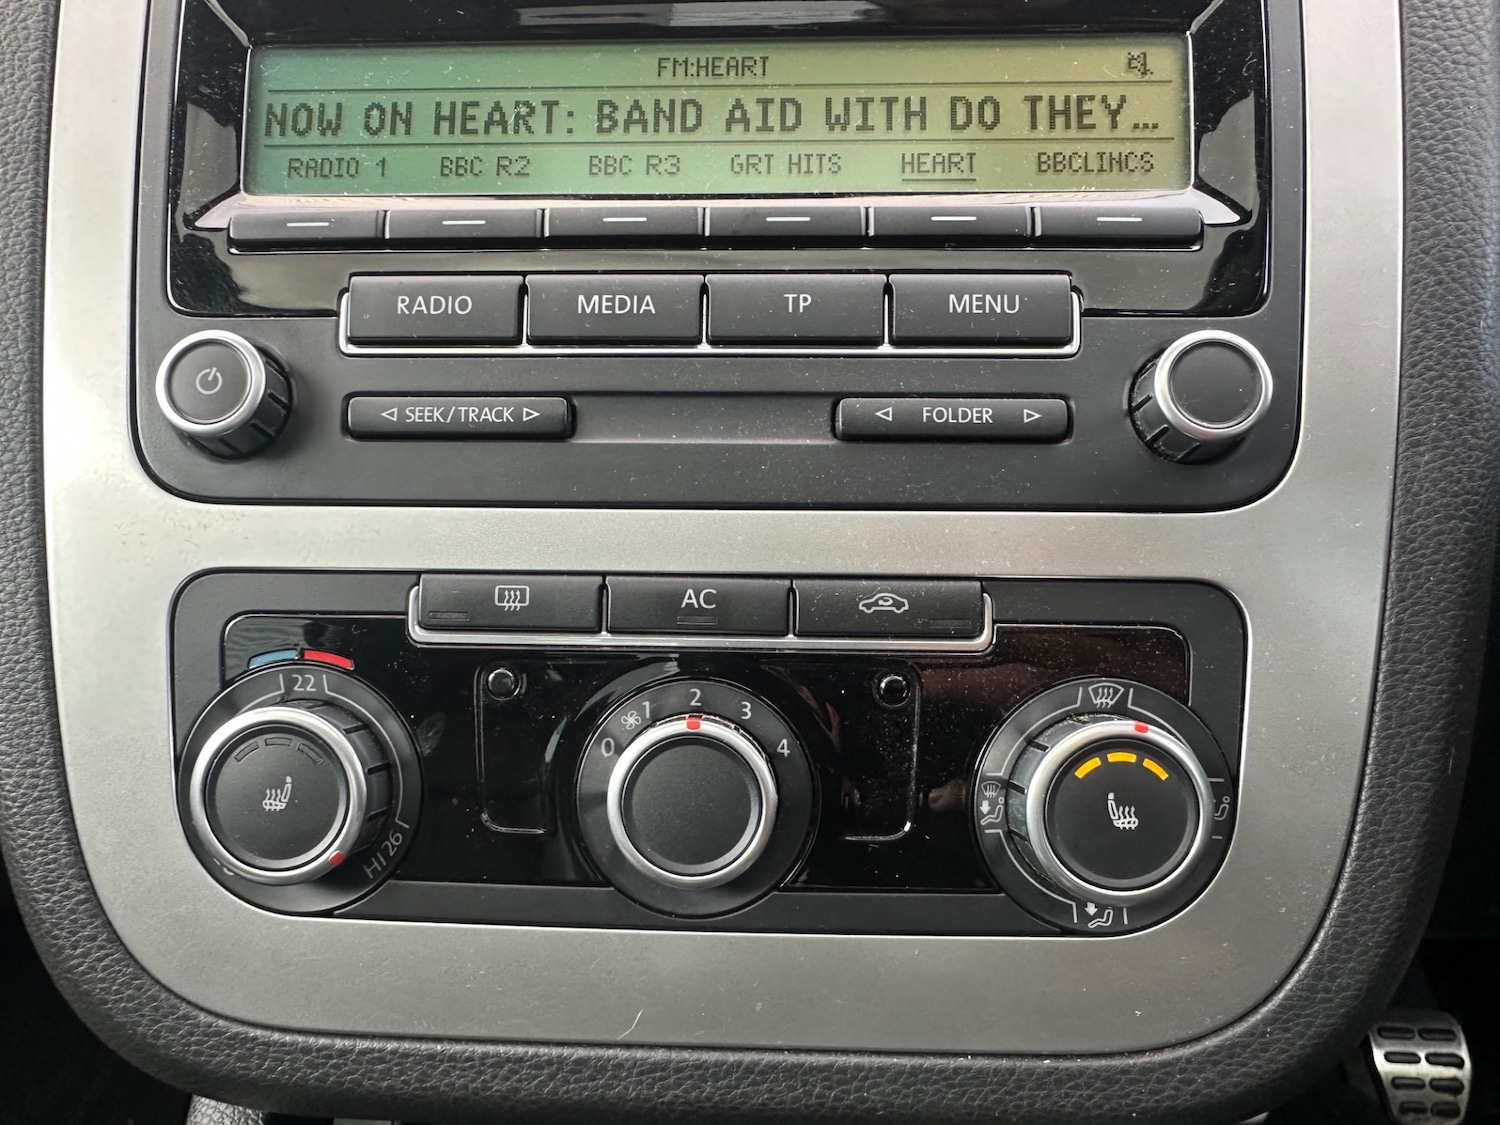 FM:HEART
NOW ON HEART: BAND AID WITH DO THEY...
RADIO 1 BBC R2 BBC R3 GRT HITS HEART BBCLINCS
RADIO MEDIA TP MENU
SEEK/TRACK FOLDER
AC
22
HI 26
0 1 2 3 4